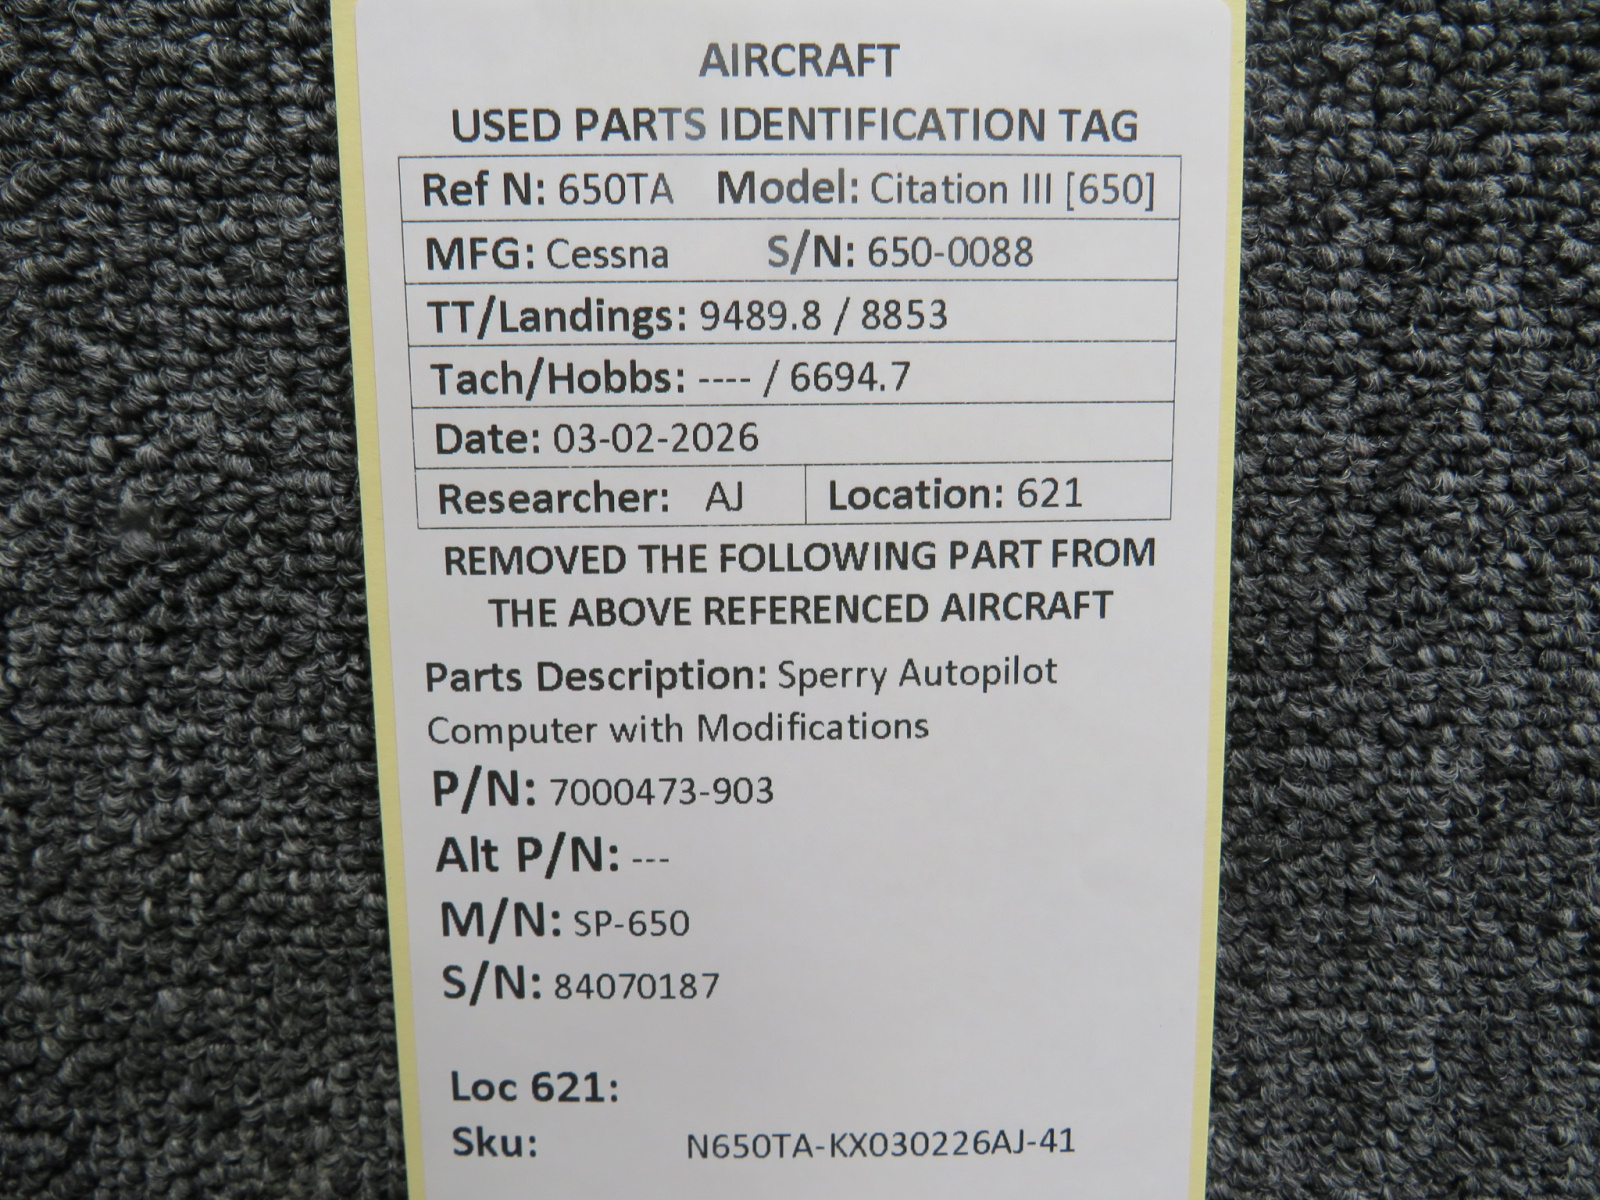 AIRCRAFT
USED PARTS IDENTIFICATION TAG
Ref N: 650TA Model: Citation III [650]
MFG: Cessna S/N: 650-0088
TT/Landings: 9489.8 / 8853
Tach/Hobbs: ---- / 6694.7
Date: 03-02-2026
Researcher: AJ Location: 621
REMOVED THE FOLLOWING PART FROM
THE ABOVE REFERENCED AIRCRAFT
Parts Description: Sperry Autopilot
Computer with Modifications
P/N: 7000473-903
Alt P/N: ---
M/N: SP-650
S/N: 84070187
Loc 621:
Sku: N650TA-KX030226AJ-41